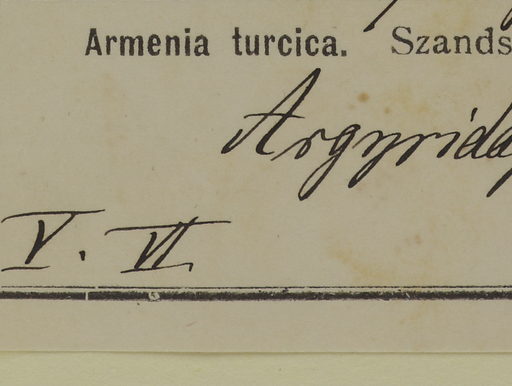 Armenia turcica. Szands
Argyrida
V. VI